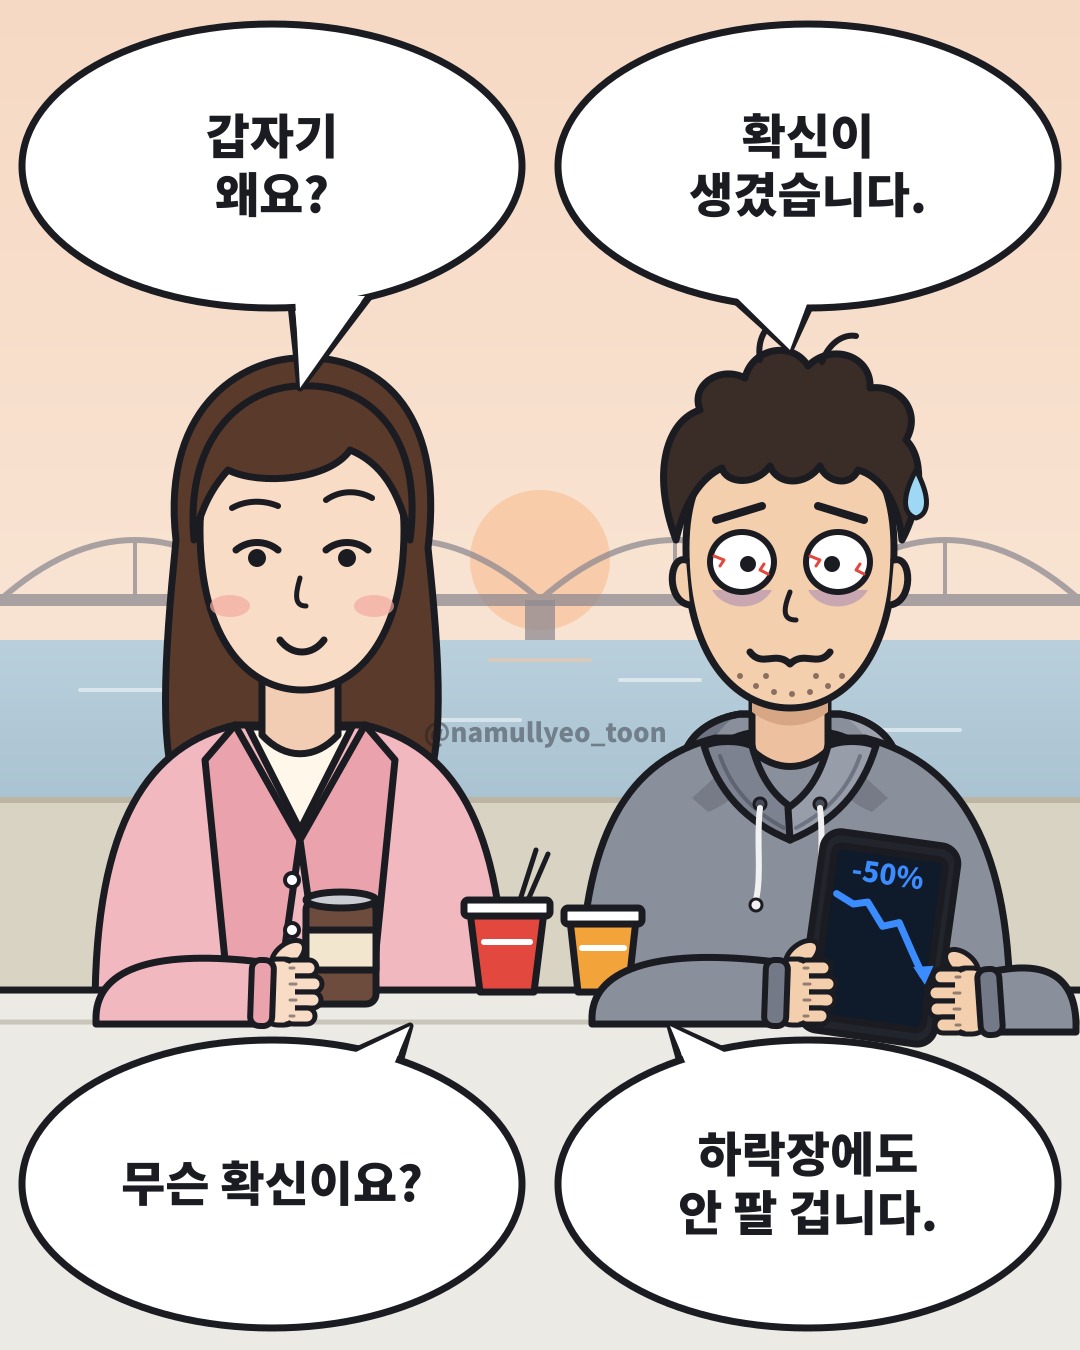 갑자기
왜요?
확신이
생겼습니다.
@namullyeo_toon
-50%
무슨 확신이요?
하락장에도
안 팔 겁니다.